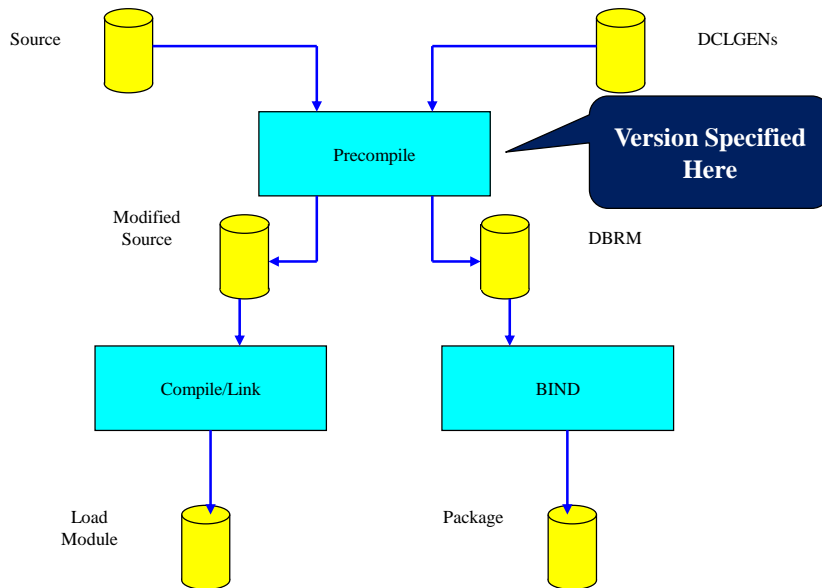 Source
DCLGENs
Version Specified
Here
Precompile
Modified
Source
DBRM
Compile/Link
BIND
Load
Module
Package